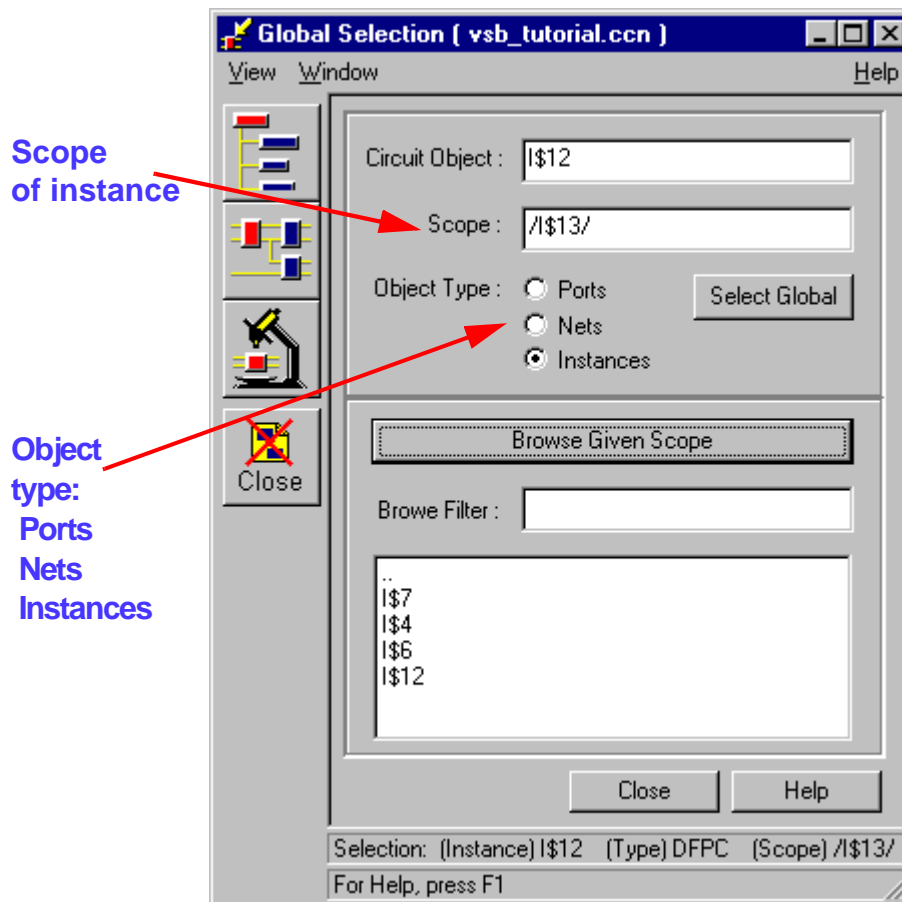 Global Selection ( vsb_tutorial.ccn )
View Window Help
Scope
of instance
Circuit Object : I$12
Scope : /I$13/
Object Type : Ports
Nets
Instances
Select Global
Close
Object
type:
Ports
Nets
Instances
Browse Given Scope
Browe Filter :
..
I$7
I$4
I$6
I$12
Close Help
Selection: (Instance) I$12 (Type) DFPC (Scope) /I$13/
For Help, press F1